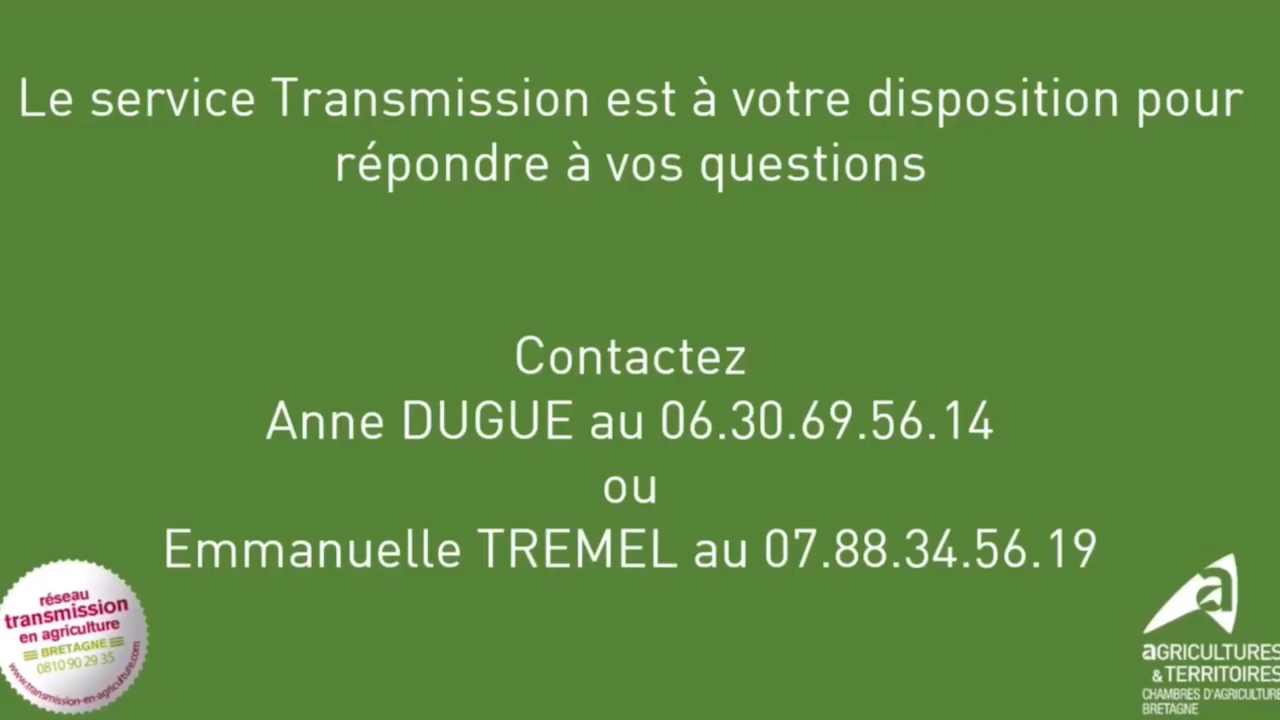 Le service Transmission est à votre disposition pour
répondre à vos questions
Contactez
Anne DUGUE au 06.30.69.56.14
ou
Emmanuelle TREMEL au 07.88.34.56.19
réseau
transmission
en agriculture
BRETAGNE
0810 90 29 35
www.transmission-en-agriculture.com
a
aGRICULTURES
& TERRITOIRES
CHAMBRES D'AGRICULTURE
BRETAGNE